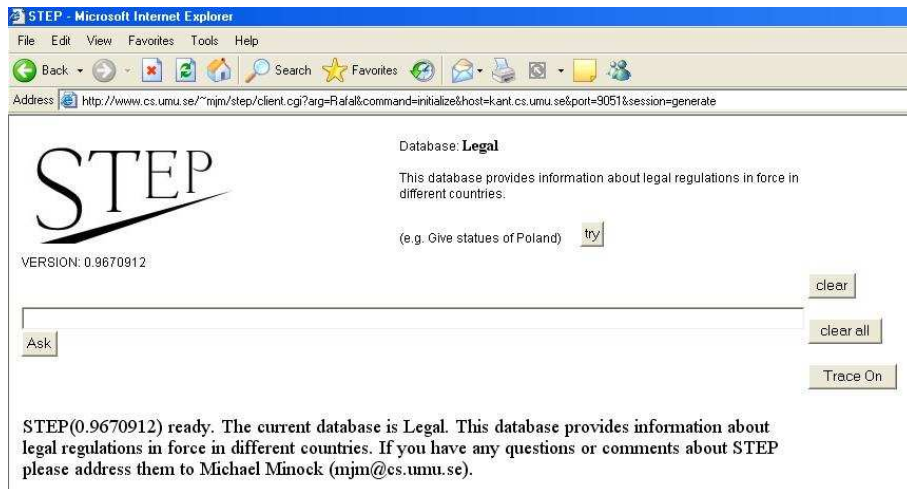 STEP - Microsoft Internet Explorer
File Edit View Favorites Tools Help
Back Search Favorites
Address http://www.cs.umu.se/~mjm/step/client.cgi?arg=Rafal&command=initialize&host=kant.cs.umu.se&port=9051&session=generate
STEP
Database: Legal
This database provides information about legal regulations in force in
different countries.
(e.g. Give statues of Poland) try
VERSION: 0.9670912
clear
Ask
clear all
Trace On
STEP(0.9670912) ready. The current database is Legal. This database provides information about
legal regulations in force in different countries. If you have any questions or comments about STEP
please address them to Michael Minock (mjm@cs.umu.se).